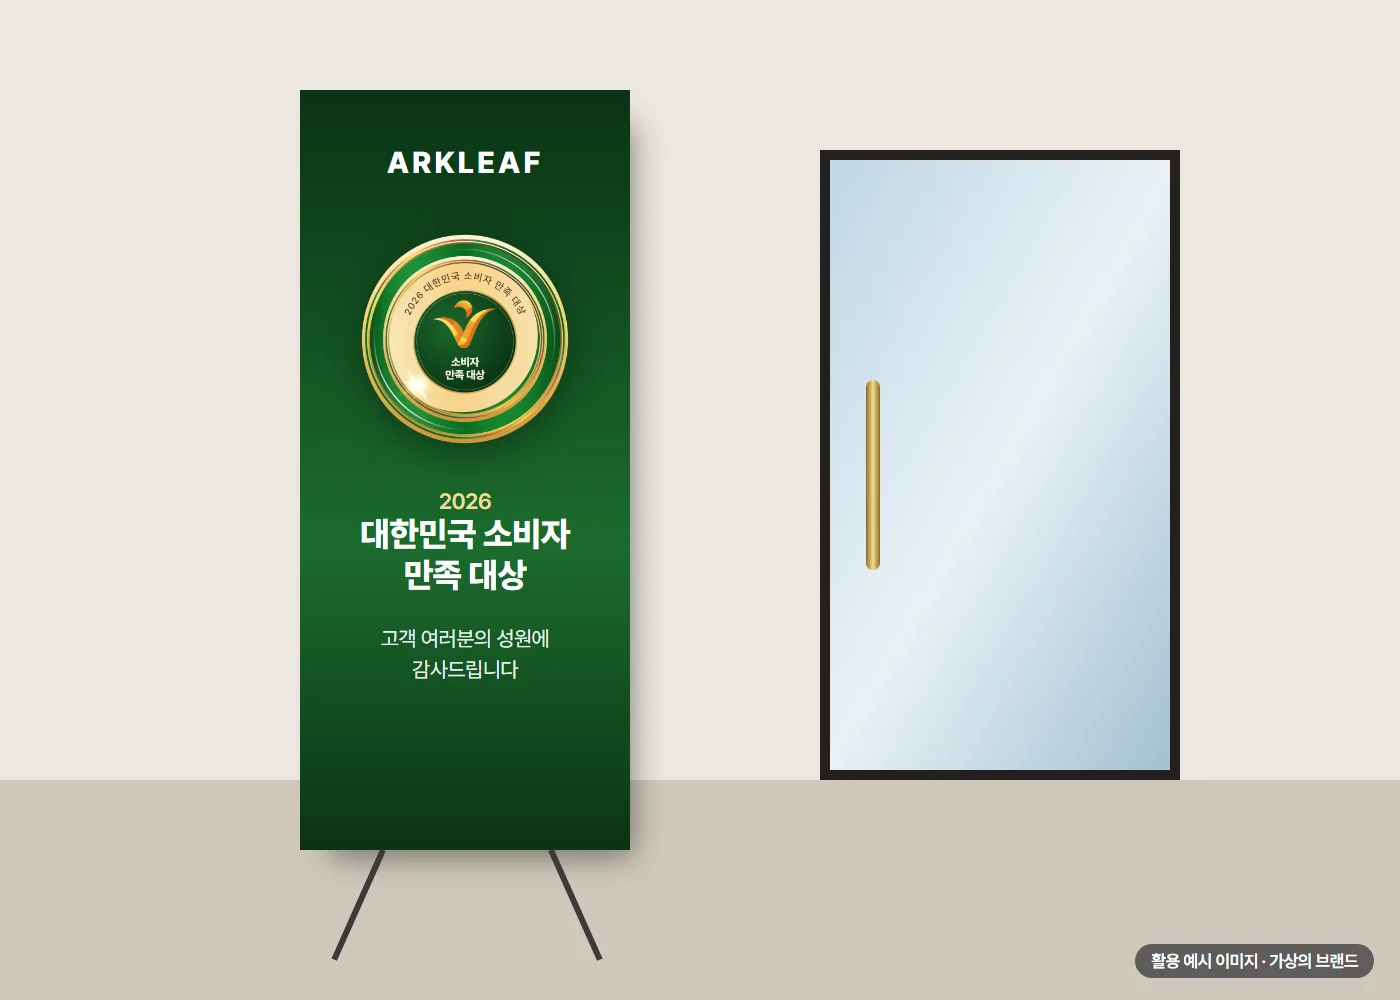 ARKLEAF
2026 대한민국 소비자 만족 대상
소비자
만족 대상
2026
대한민국 소비자
만족 대상
고객 여러분의 성원에
감사드립니다
활용 예시 이미지 · 가상의 브랜드